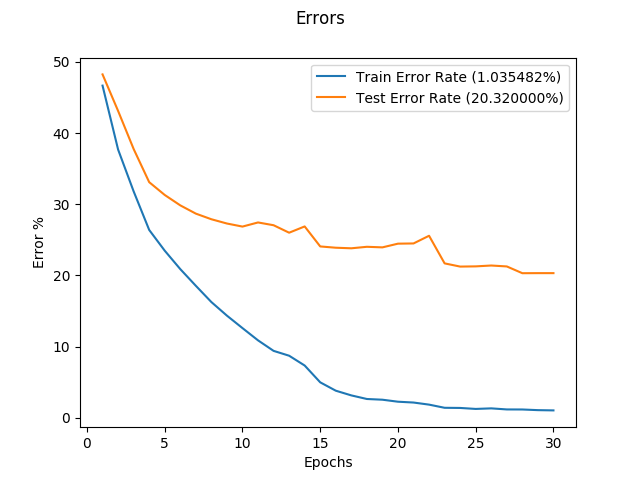 Errors
Train Error Rate (1.035482%)
Test Error Rate (20.320000%)
Error %
50
40
30
20
10
0
0 5 10 15 20 25 30
Epochs